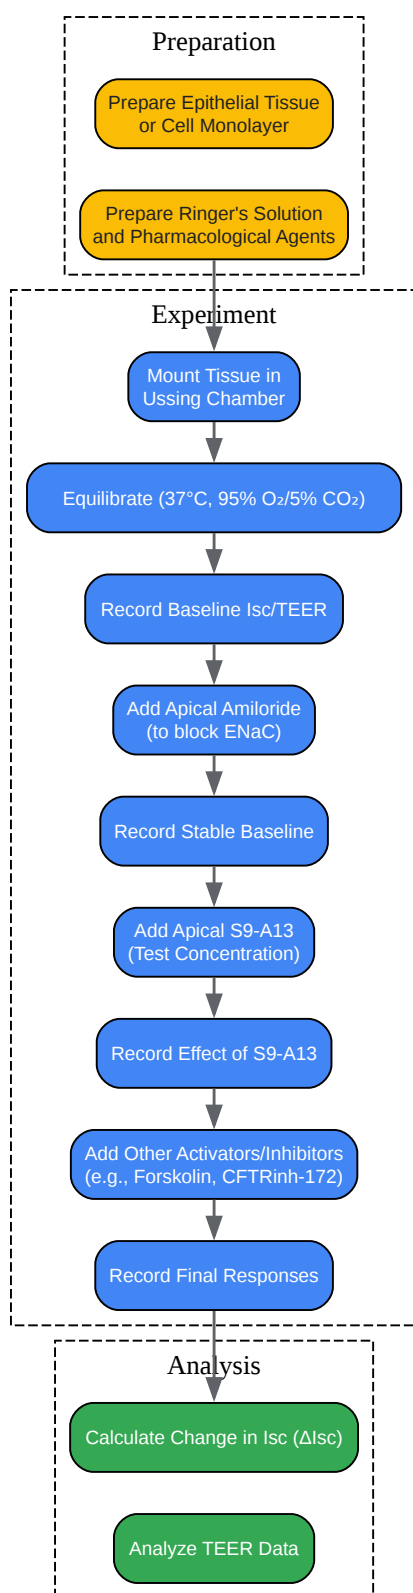 Preparation
Prepare Epithelial Tissue
or Cell Monolayer
Prepare Ringer's Solution
and Pharmacological Agents
Experiment
Mount Tissue in
Ussing Chamber
Equilibrate (37°C, 95% O₂/5% CO₂)
Record Baseline Isc/TEER
Add Apical Amiloride
(to block ENaC)
Record Stable Baseline
Add Apical S9-A13
(Test Concentration)
Record Effect of S9-A13
Add Other Activators/Inhibitors
(e.g., Forskolin, CFTRinh-172)
Record Final Responses
Analysis
Calculate Change in Isc (ΔIsc)
Analyze TEER Data